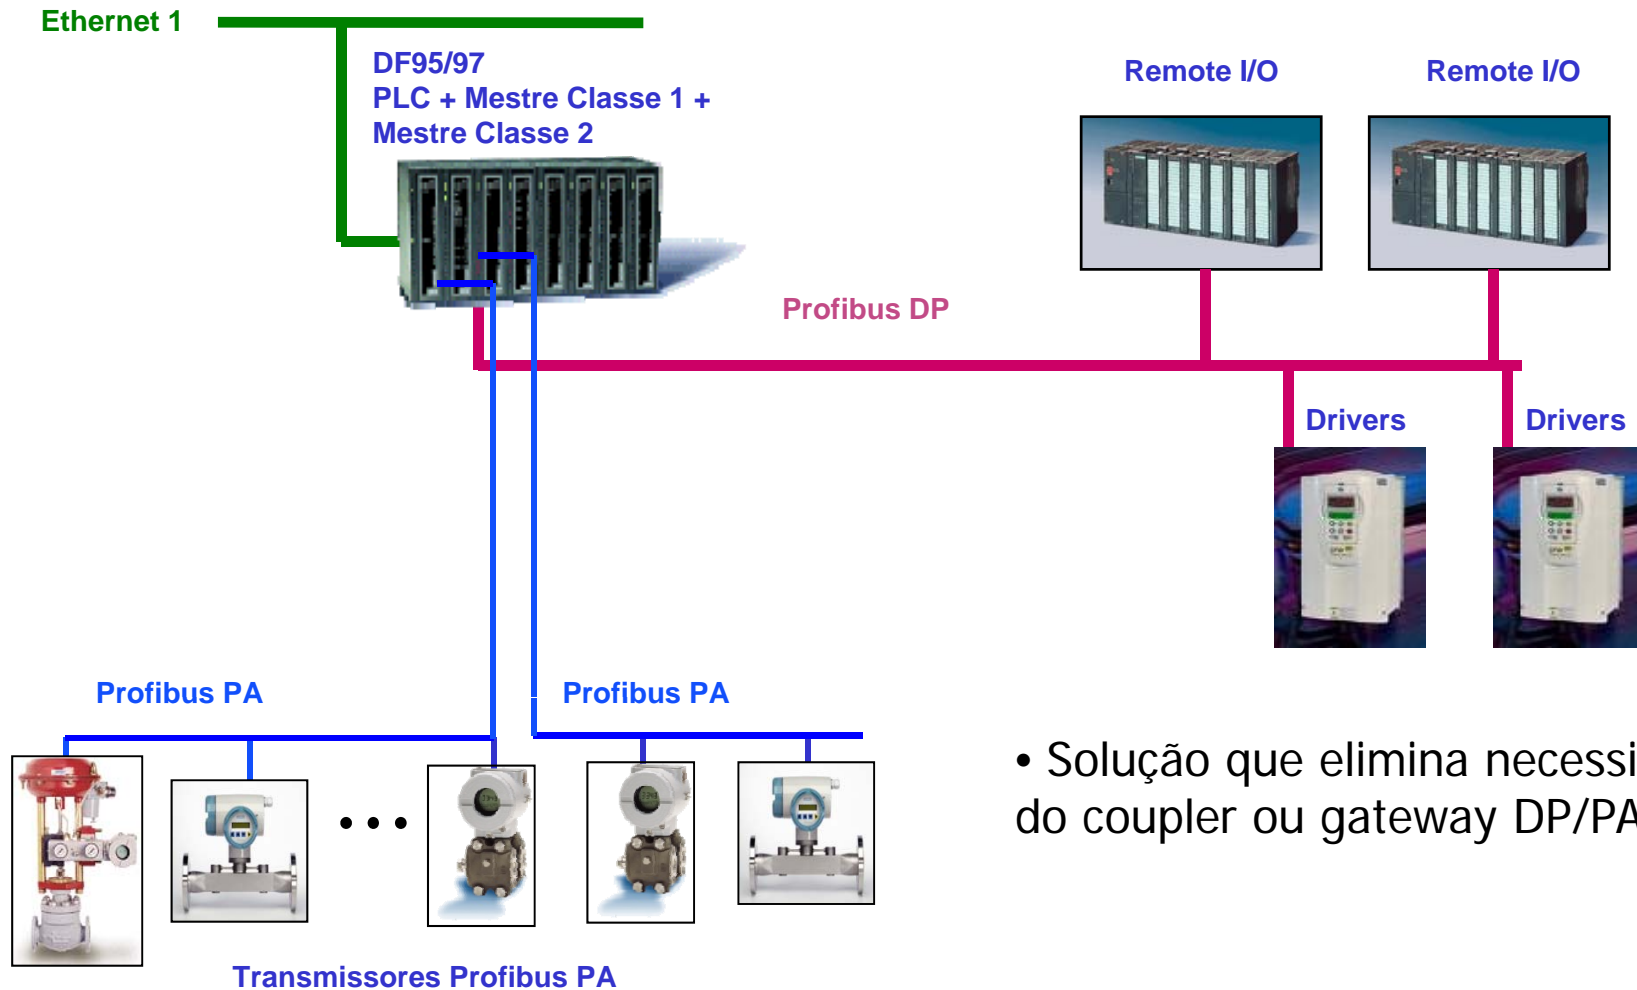 Ethernet 1
DF95/97
PLC + Mestre Classe 1 +
Mestre Classe 2
Remote I/O
Remote I/O
Profibus DP
Drivers
Drivers
Profibus PA
Profibus PA
• Solução que elimina
do coupler ou gateway DP/PA
Transmissores Profibus PA